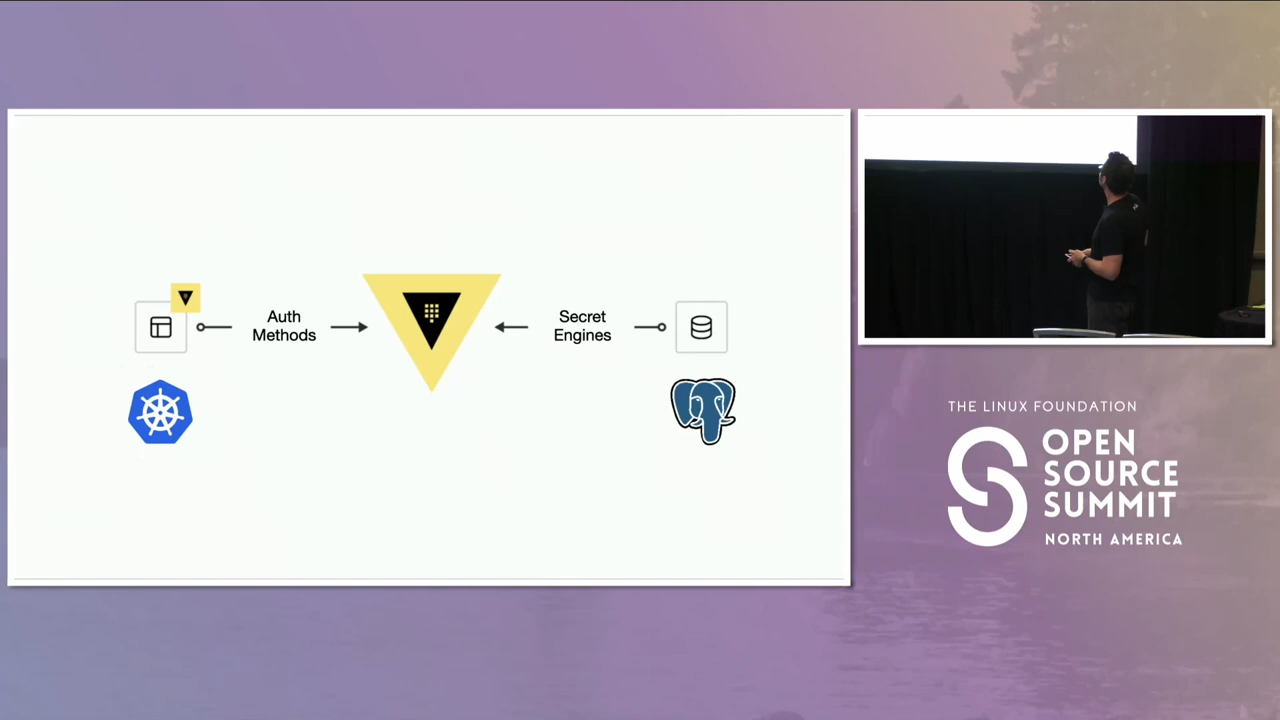 Auth
Methods
Secret
Engines
THE LINUX FOUNDATION
OPEN
SOURCE
SUMMIT
NORTH AMERICA